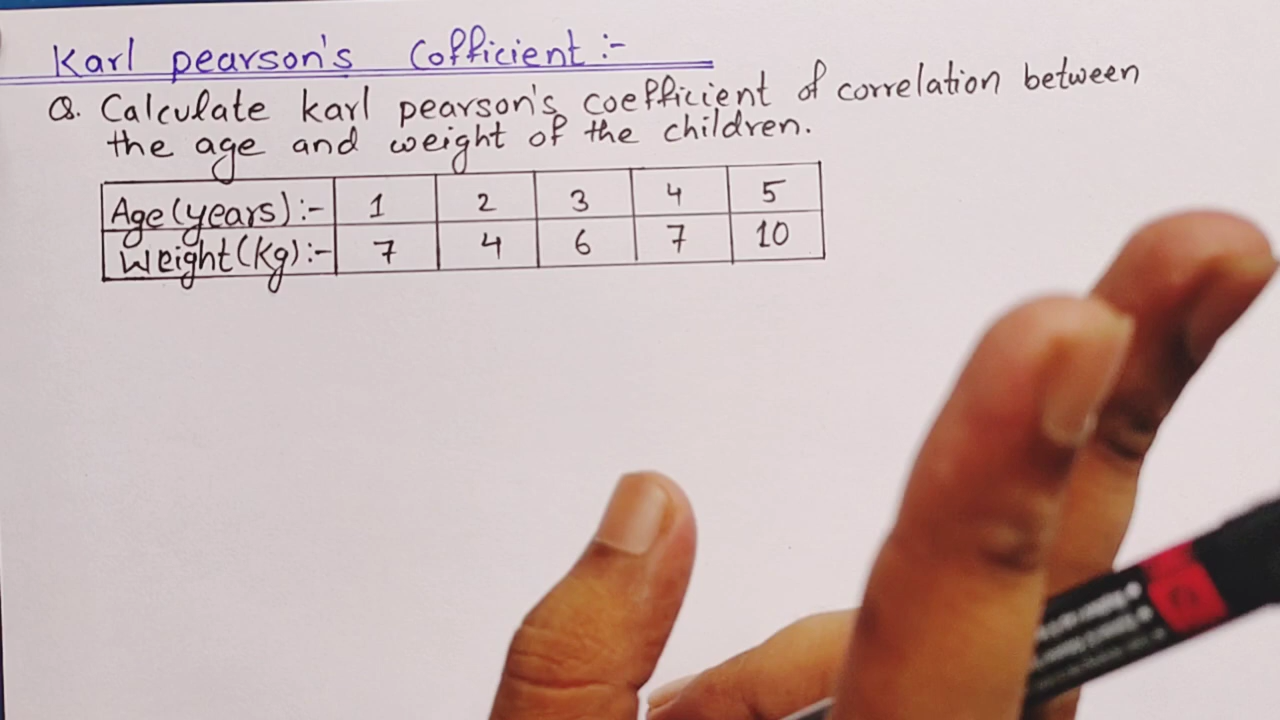 Karl pearson's Cofficient :-
Q. Calculate karl pearson's coefficient of correlation between
the age and weight of the children.
Age (years) :- 1 2 3 4 5
Weight (kg) :- 7 4 6 7 10